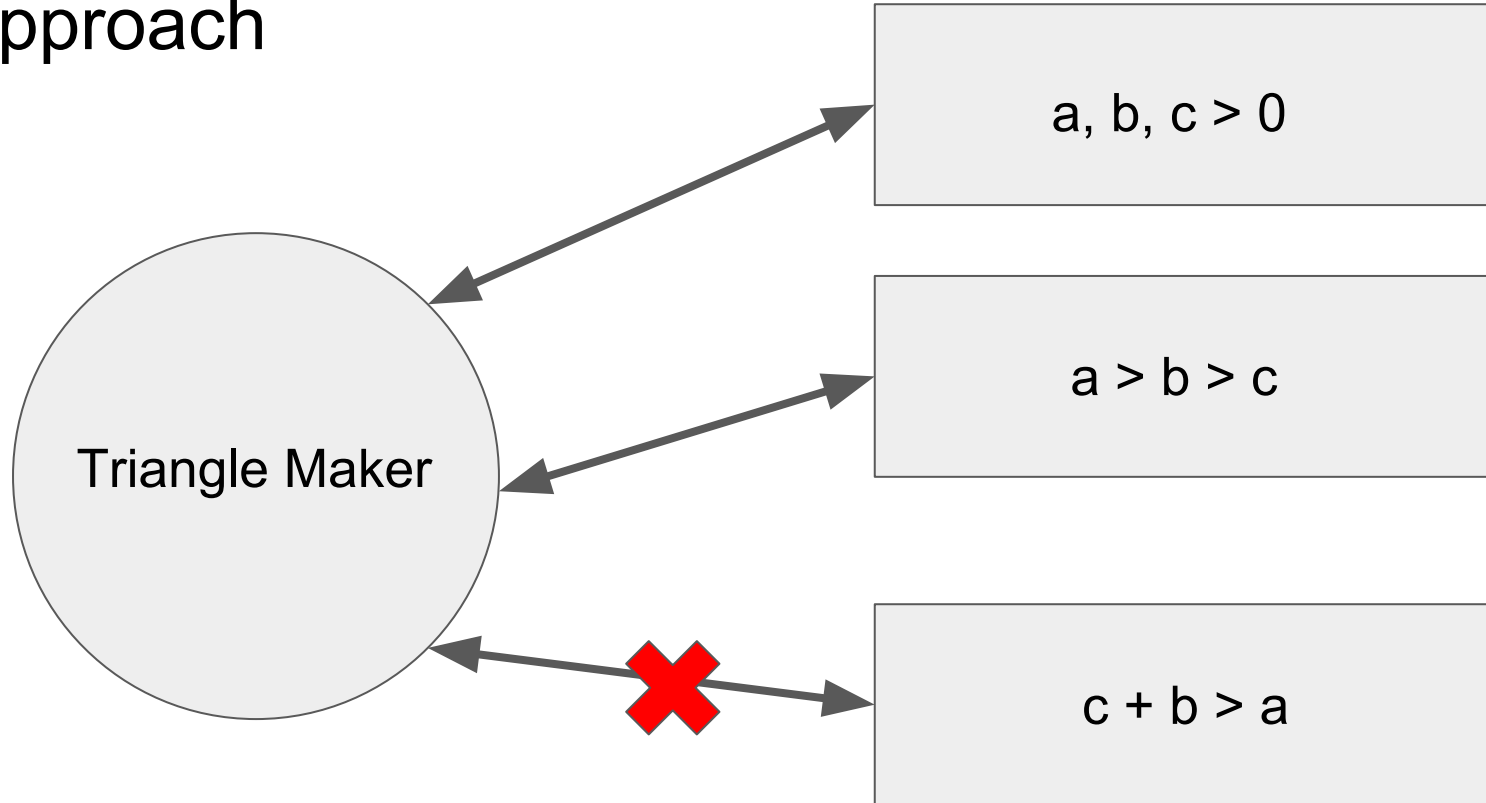 pproach
a, b, c > 0
a > b > c
Triangle Maker
c + b > a